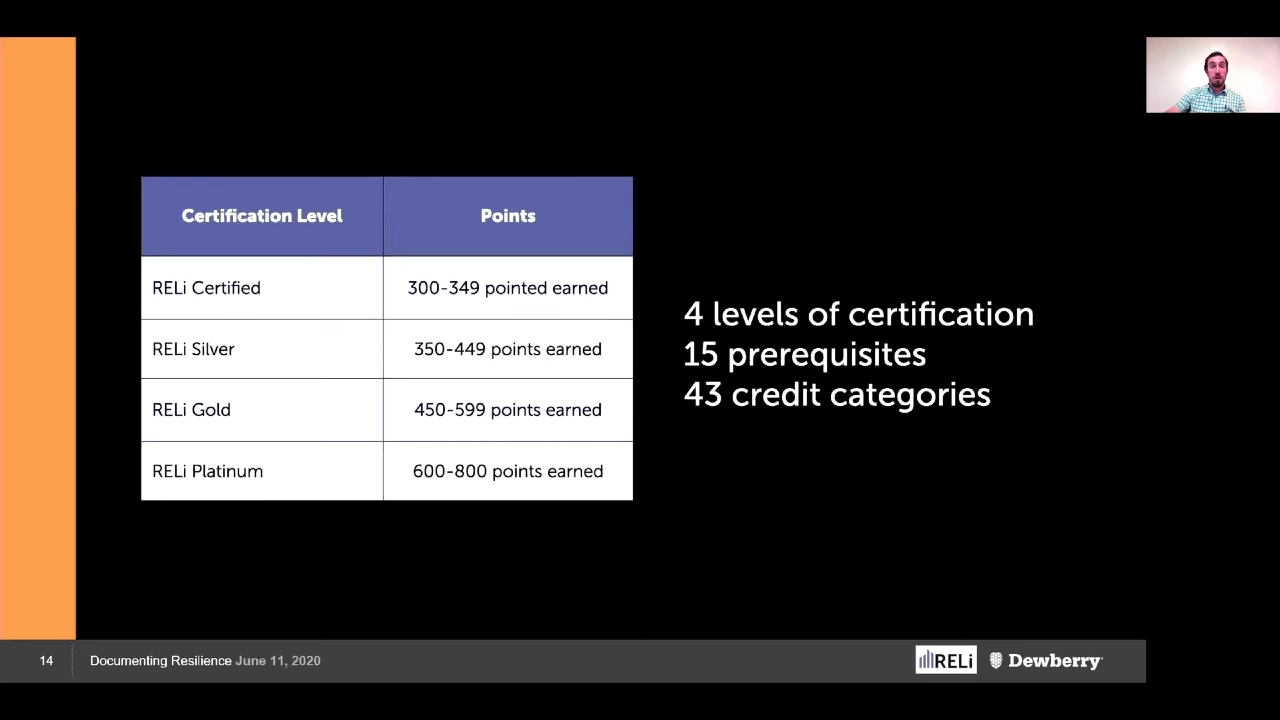 Certification Level Points
RELi Certified 300-349 pointed earned
RELi Silver 350-449 points earned
RELi Gold 450-599 points earned
RELi Platinum 600-800 points earned
4 levels of certification
15 prerequisites
43 credit categories
14 Documenting Resilience June 11, 2020
RELi Dewberry